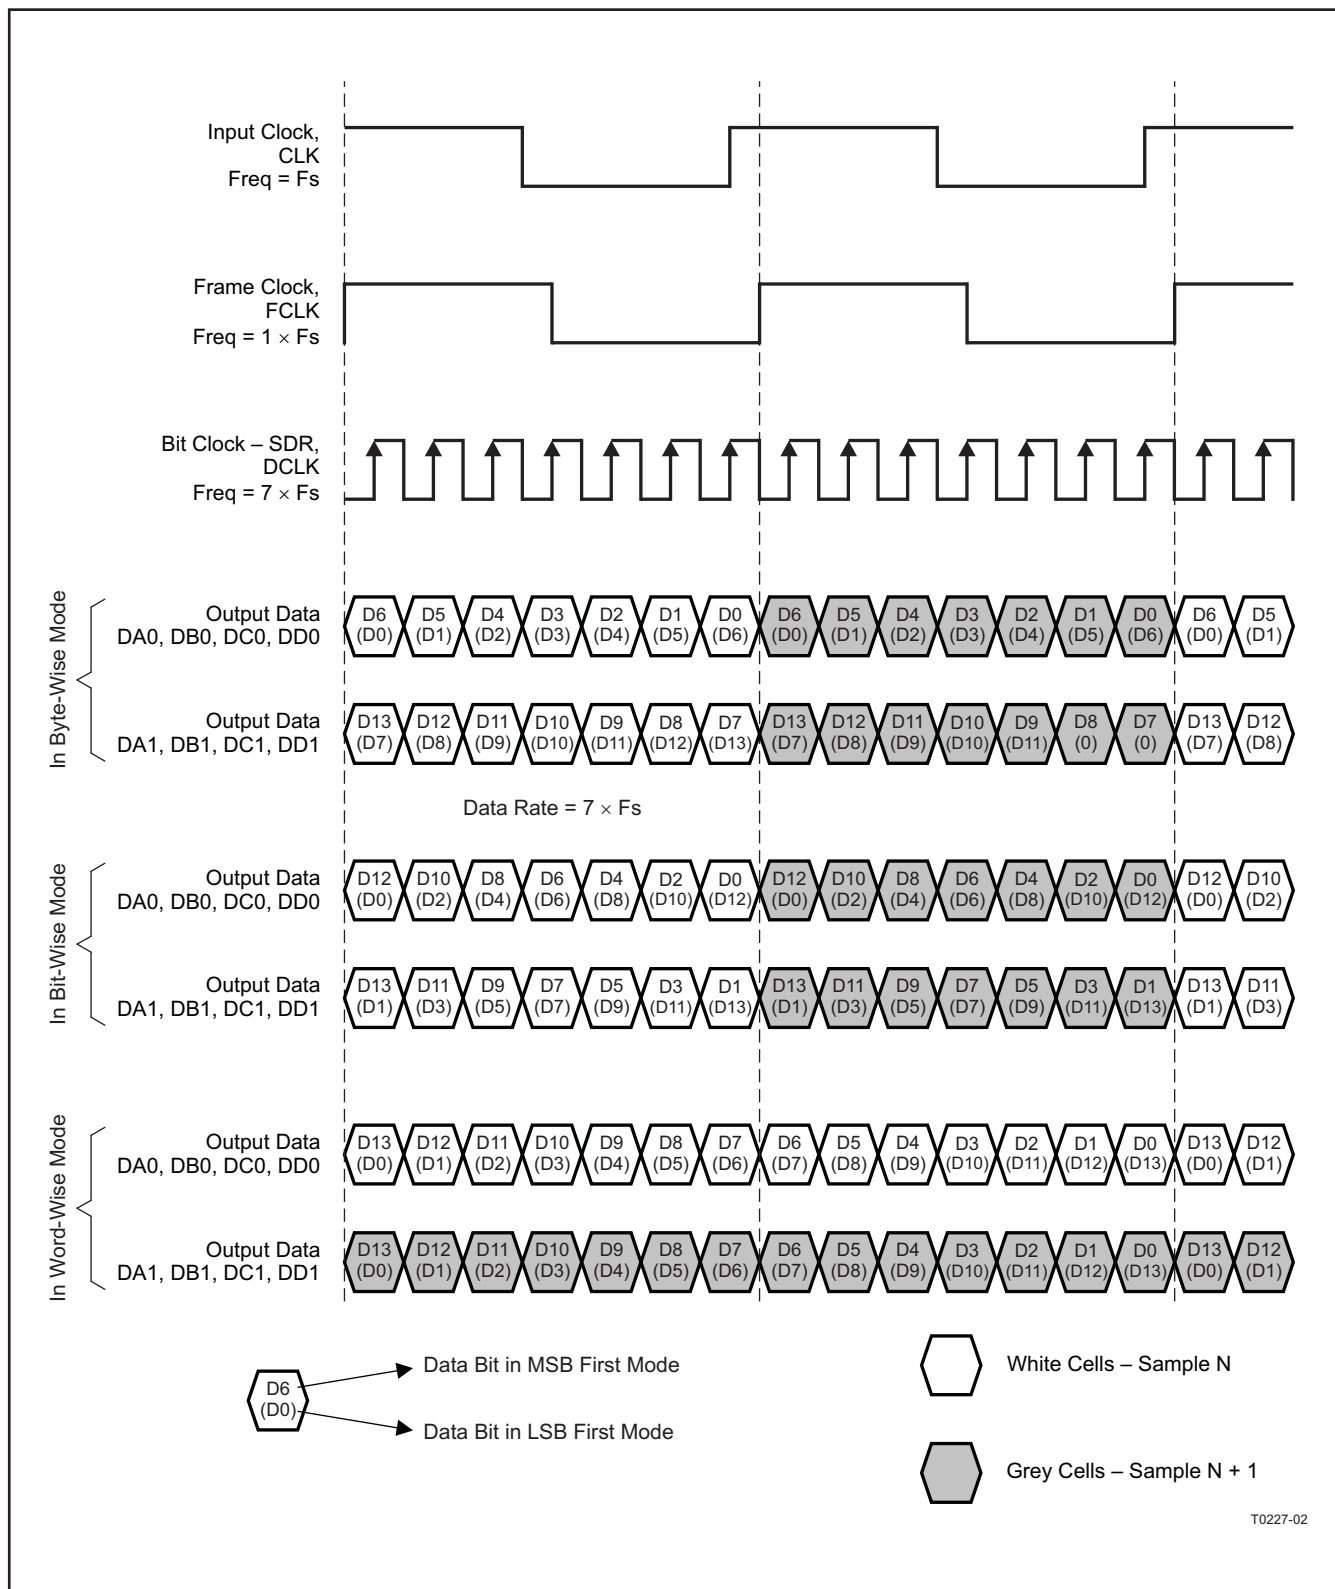 Input Clock,
CLK
Freq = Fs
Frame Clock,
FCLK
Freq = 1 × Fs
Bit Clock – SDR,
DCLK
Freq = 7 × Fs
In Byte-Wise Mode
Output Data
DA0, DB0, DC0, DD0
D6 D5 D4 D3 D2 D1 D0 D6 D5 D4 D3 D2 D1 D0 D6 D5
(D0) (D1) (D2) (D3) (D4) (D5) (D6) (D0) (D1) (D2) (D3) (D4) (D5) (D6) (D0) (D1)
Output Data
DA1, DB1, DC1, DD1
D13 D12 D11 D10 D9 D8 D7 D13 D12 D11 D10 D9 D8 D7 D13 D12
(D7) (D8) (D9) (D10) (D11) (D12) (D13) (D7) (D8) (D9) (D10) (D11) (0) (0) (D7) (D8)
Data Rate = 7 × Fs
In Bit-Wise Mode
Output Data
DA0, DB0, DC0, DD0
D12 D10 D8 D6 D4 D2 D0 D12 D10 D8 D6 D4 D2 D0 D12 D10
(D0) (D2) (D4) (D6) (D8) (D10) (D12) (D0) (D2) (D4) (D6) (D8) (D10) (D12) (D0) (D2)
Output Data
DA1, DB1, DC1, DD1
D13 D11 D9 D7 D5 D3 D1 D13 D11 D9 D7 D5 D3 D1 D13 D11
(D1) (D3) (D5) (D7) (D9) (D11) (D13) (D1) (D3) (D5) (D7) (D9) (D11) (D13) (D1) (D3)
In Word-Wise Mode
Output Data
DA0, DB0, DC0, DD0
D13 D12 D11 D10 D9 D8 D7 D6 D5 D4 D3 D2 D1 D0 D13 D12
(D0) (D1) (D2) (D3) (D4) (D5) (D6) (D7) (D8) (D9) (D10) (D11) (D12) (D13) (D0) (D1)
Output Data
DA1, DB1, DC1, DD1
D13 D12 D11 D10 D9 D8 D7 D6 D5 D4 D3 D2 D1 D0 D13 D12
(D0) (D1) (D2) (D3) (D4) (D5) (D6) (D7) (D8) (D9) (D10) (D11) (D12) (D13) (D0) (D1)
D6
(D0)
Data Bit in MSB First Mode
Data Bit in LSB First Mode
White Cells – Sample N
Grey Cells – Sample N + 1
T0227-02